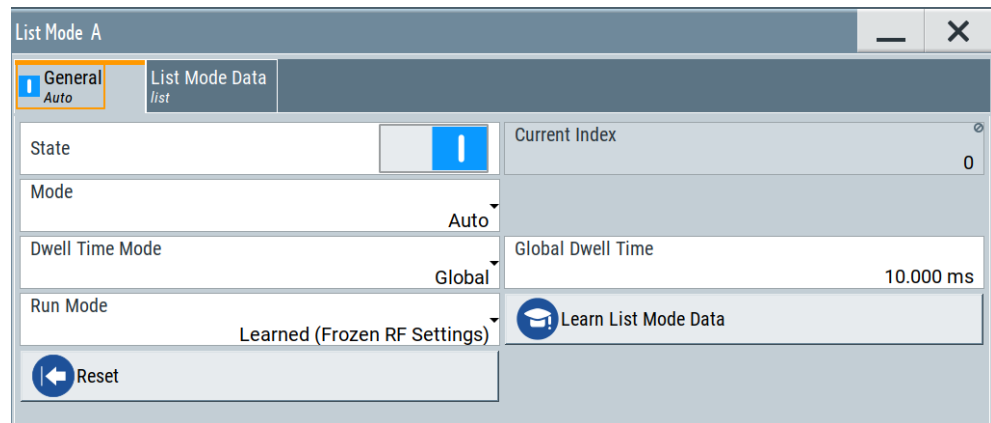 List Mode A
General
Auto
List Mode Data
list
State
Current Index
0
Mode
Auto
Dwell Time Mode
Global
Global Dwell Time
10.000 ms
Run Mode
Learned (Frozen RF Settings)
Learn List Mode Data
Reset